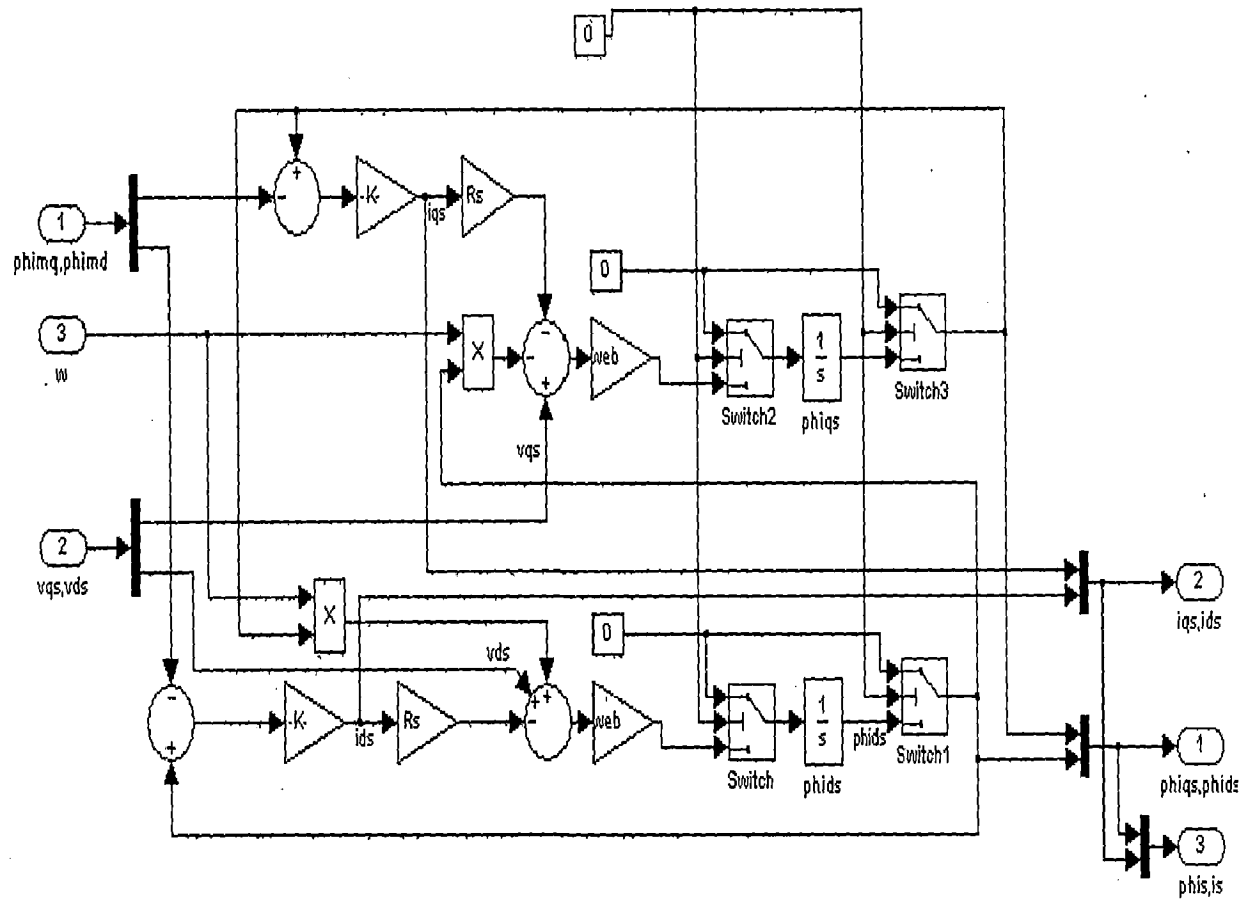 0
+
-
-K-
iqs
Rs
1
phimq,phimd
0
3
w
X
-
-
+
web
Switch2
1
s
phiqs
Switch3
vqs
2
vqs,vds
X
0
2
iqs,ids
vds
-
+
-K-
ids
Rs
+
+
-
web
Switch
1
s
phids
phids
Switch1
1
phiqs,phids
3
phis,is